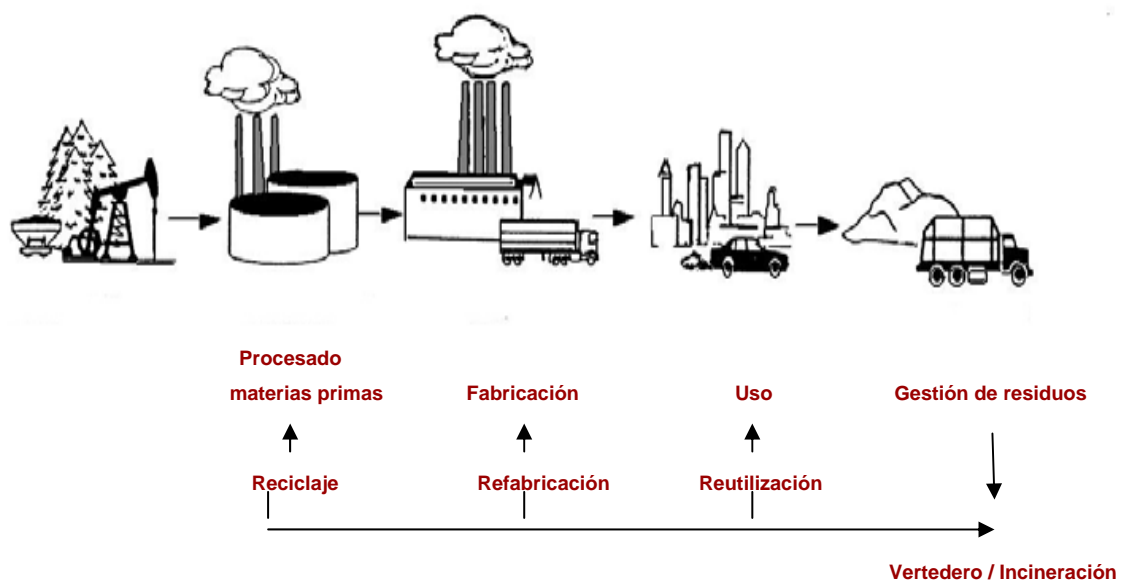 Procesado
materias primas
Fabricación
Uso
Gestión de residuos
Reciclaje
Refabricación
Reutilización
Vertedero / Incineración